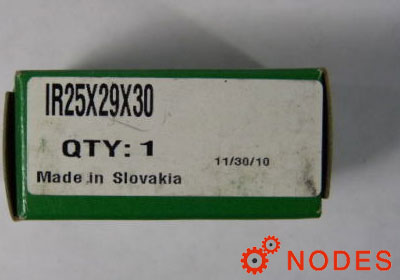 IR25X29X30
QTY: 1
11/30/10
Made in Slovakia
NODES